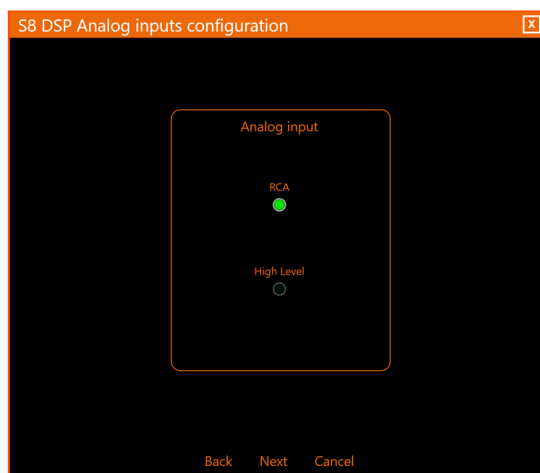 S8 DSP Analog inputs configuration X
Analog input
RCA
High Level
Back Next Cancel